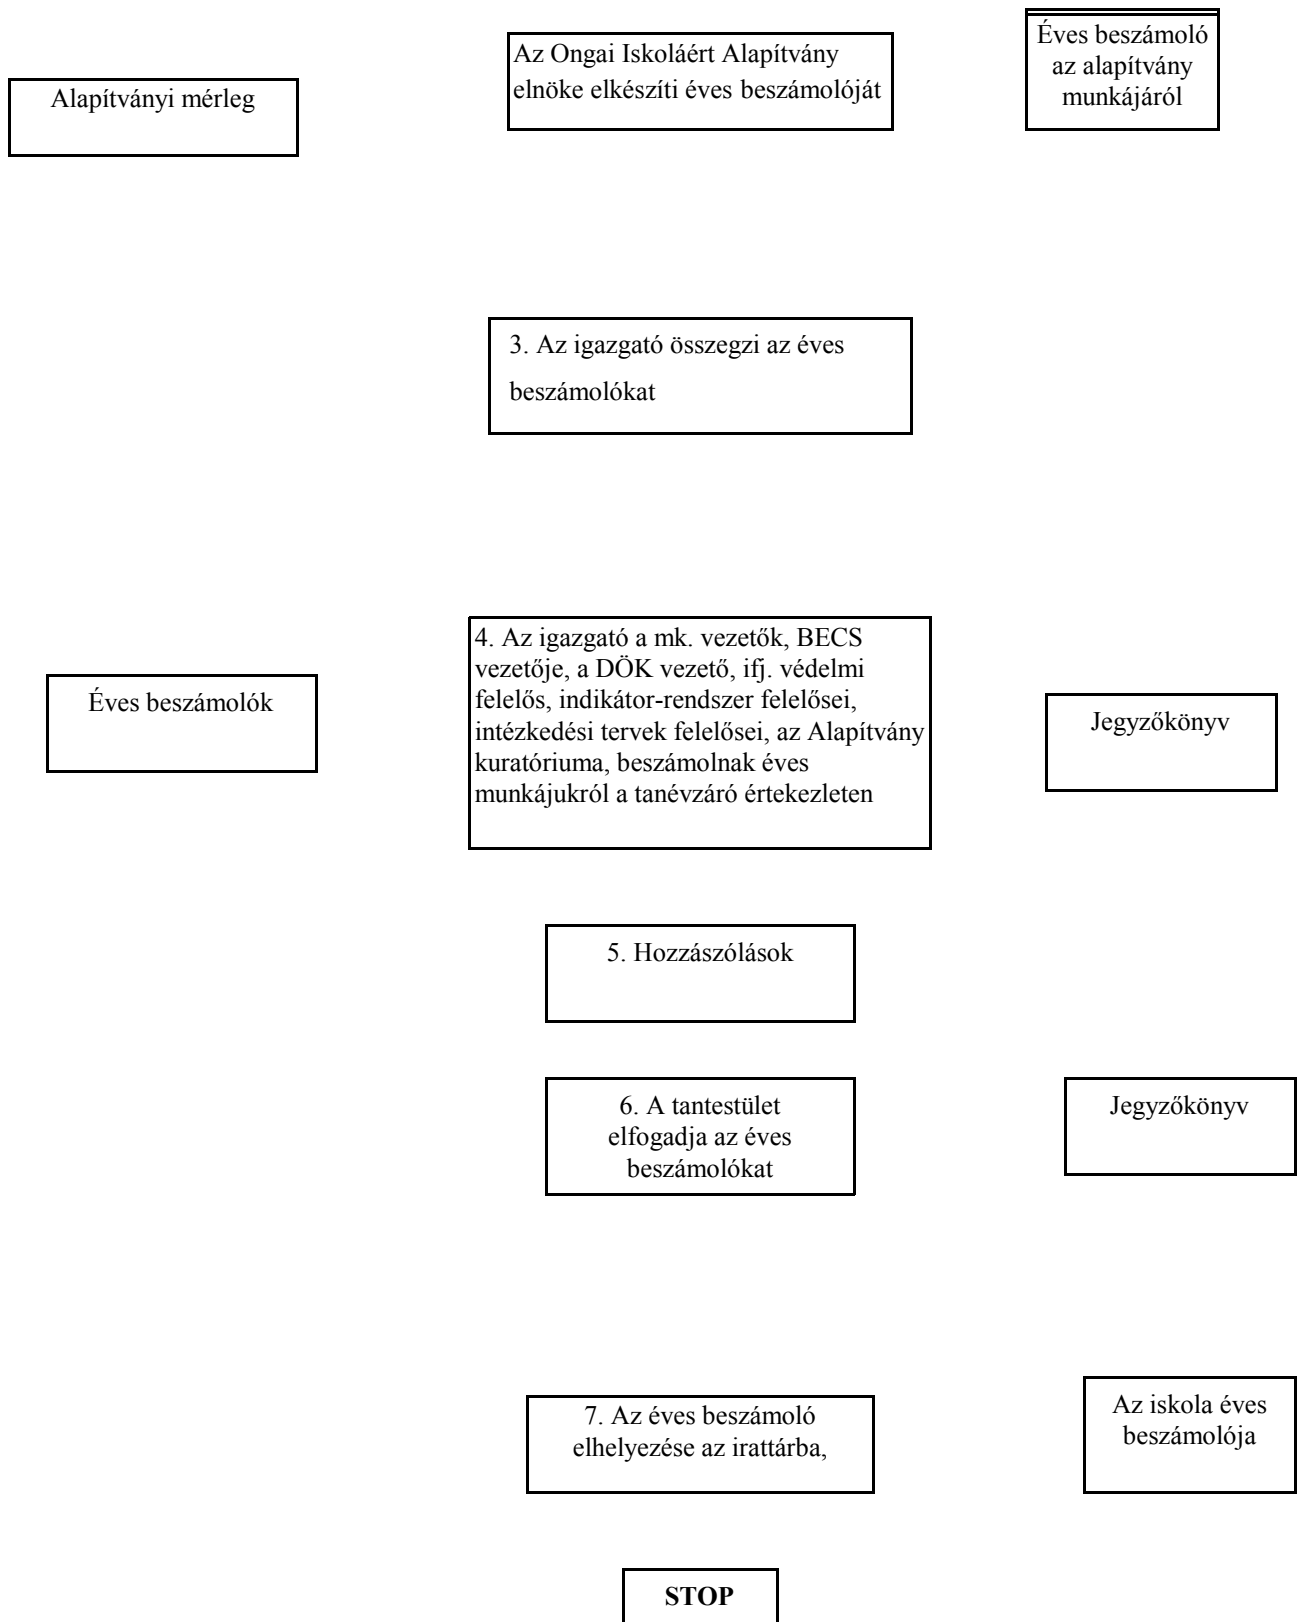 Alapítványi mérleg
Az Ongai Iskoláért Alapítvány
elnöke elkészíti éves beszámolóját
Éves beszámoló
az alapítvány
munkájáról
3. Az igazgató összegzi az éves
beszámolókat
Éves beszámolók
4. Az igazgató a mk. vezetők, BECS
vezetője, a DÖK vezető, ifj. védelmi
felelős, indikátor-rendszer felelősei,
intézkedési tervek felelősei, az Alapítvány
kuratóriuma, beszámolnak éves
munkájukról a tanévzáró értekezleten
Jegyzőkönyv
5. Hozzászólások
6. A tantestület
elfogadja az éves
beszámolókat
Jegyzőkönyv
7. Az éves beszámoló
elhelyezése az irattárba,
Az iskola éves
beszámolója
STOP